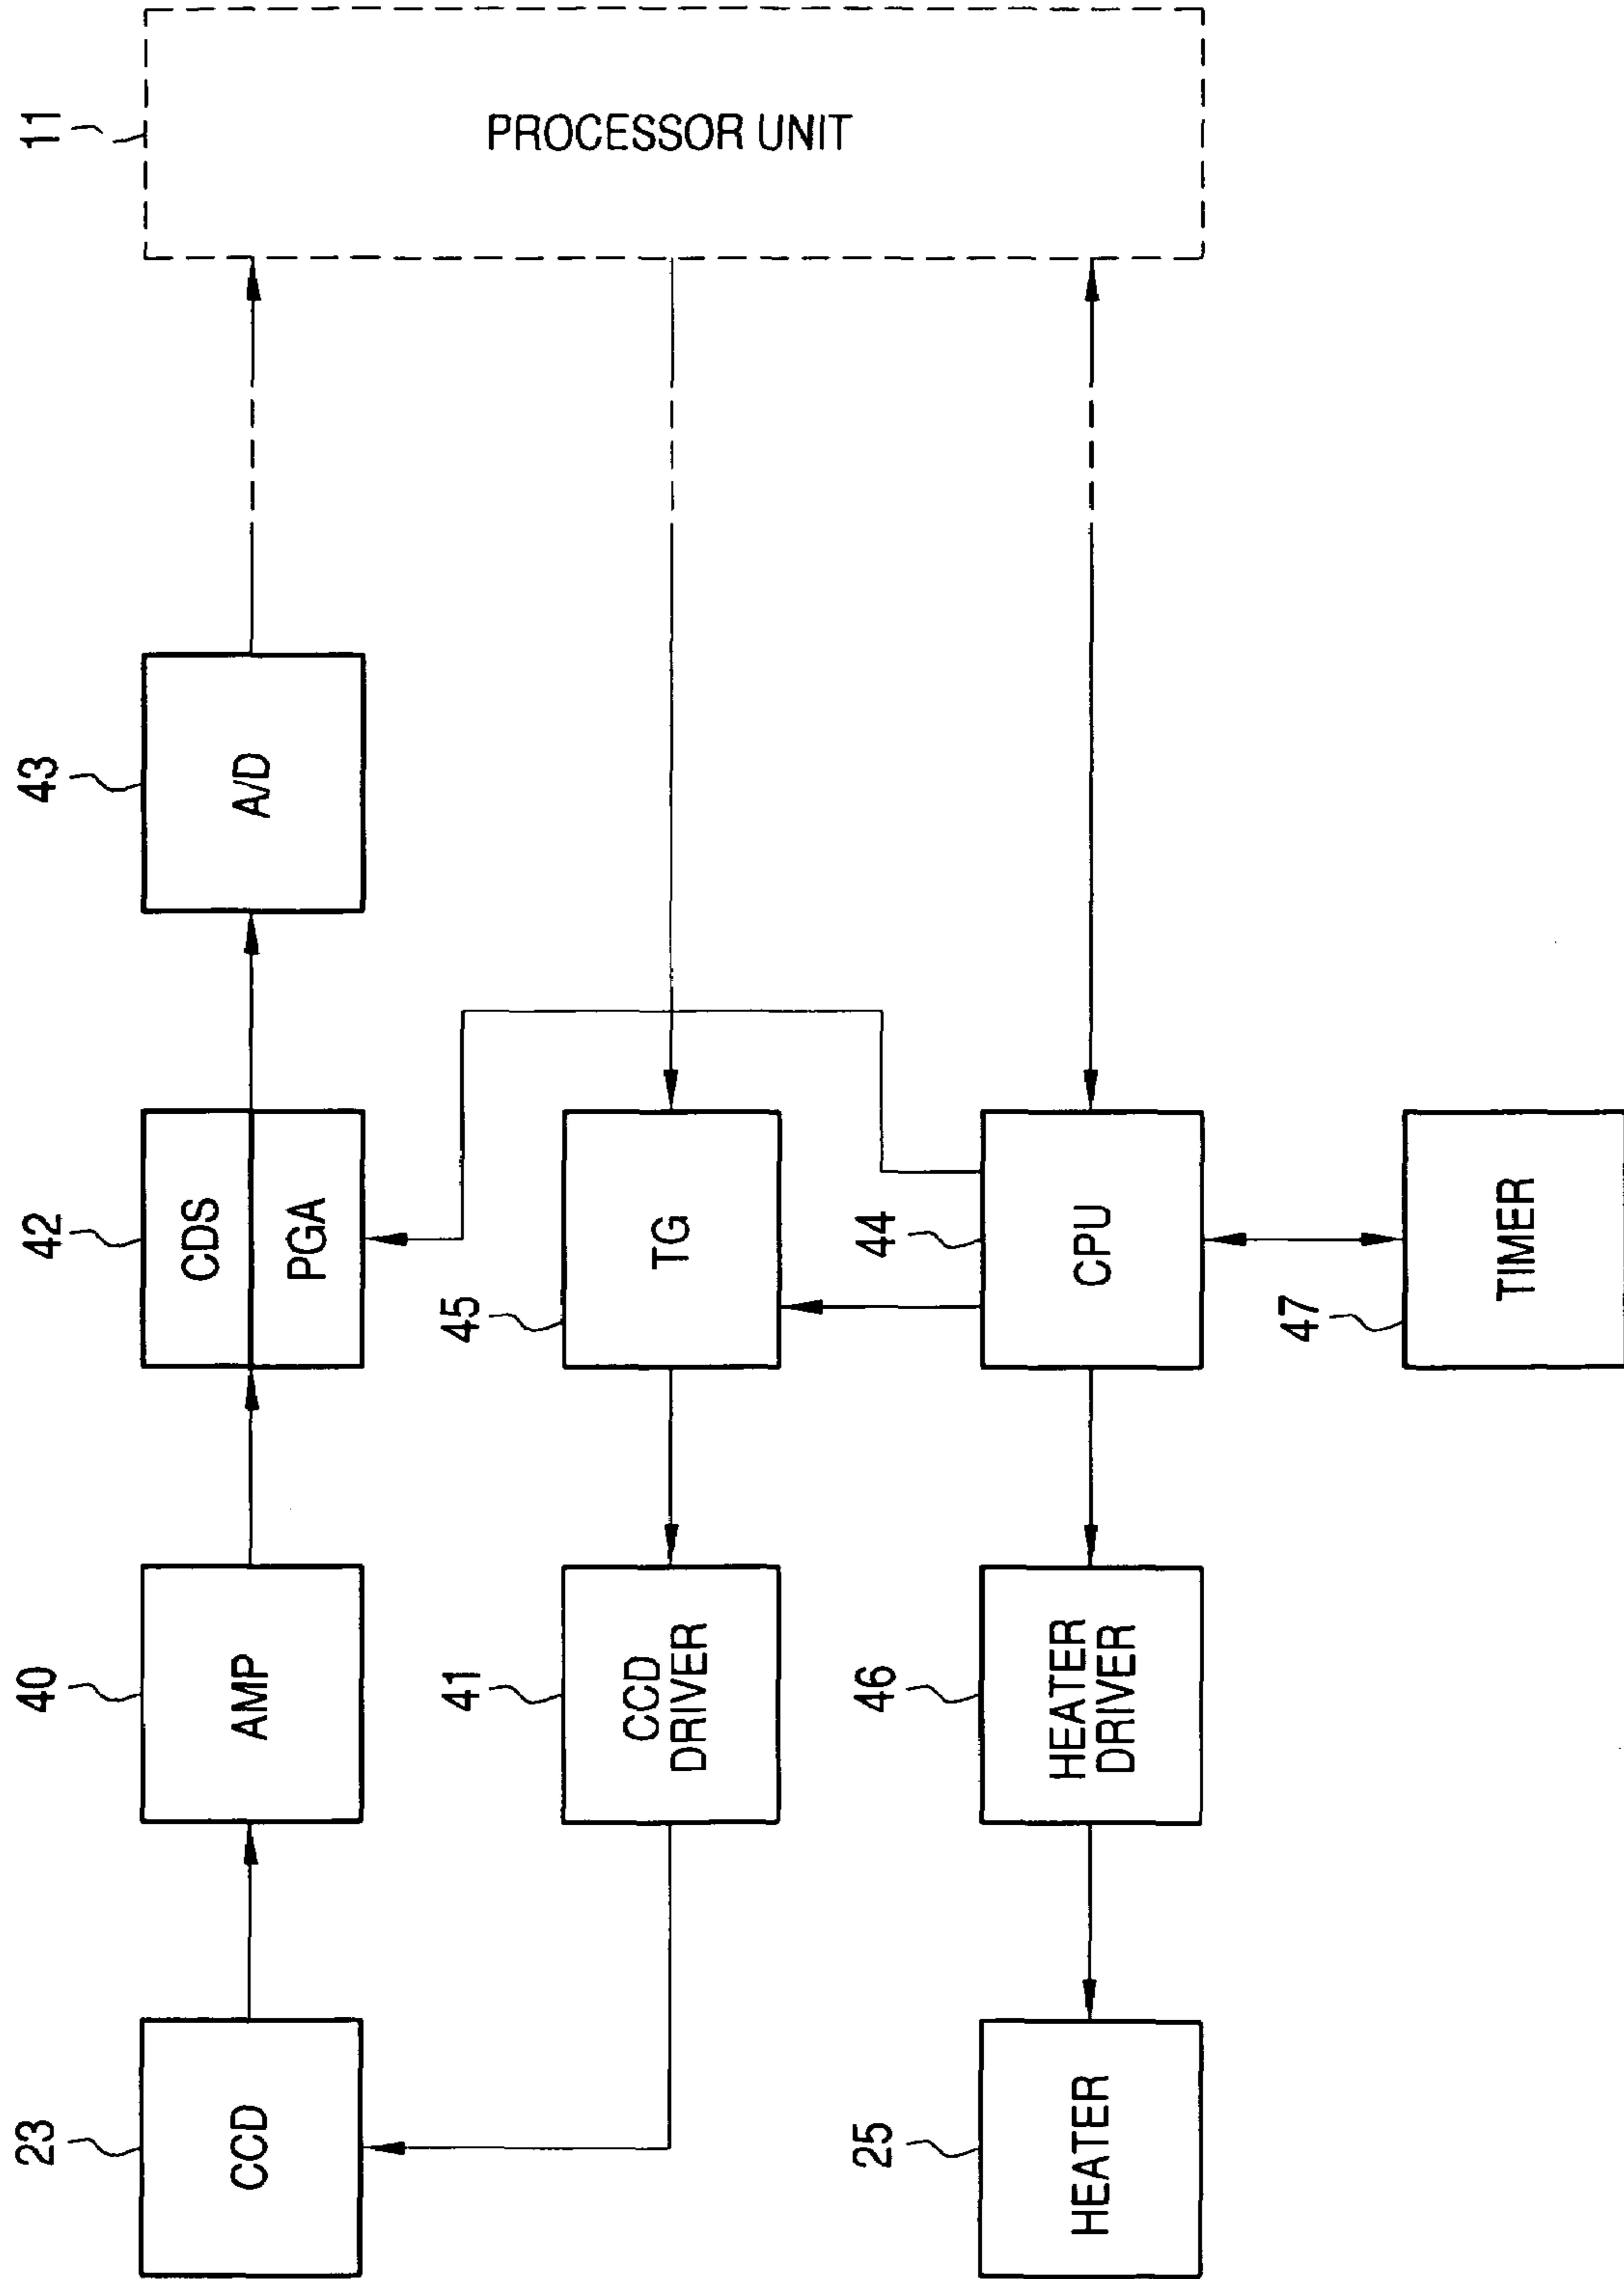 11
PROCESSOR UNIT
43
A/D
42
CDS
PGA
45
TG
44
CPU
47
TIMER
40
AMP
41
CCD
DRIVER
46
HEATER
DRIVER
23
CCD
25
HEATER